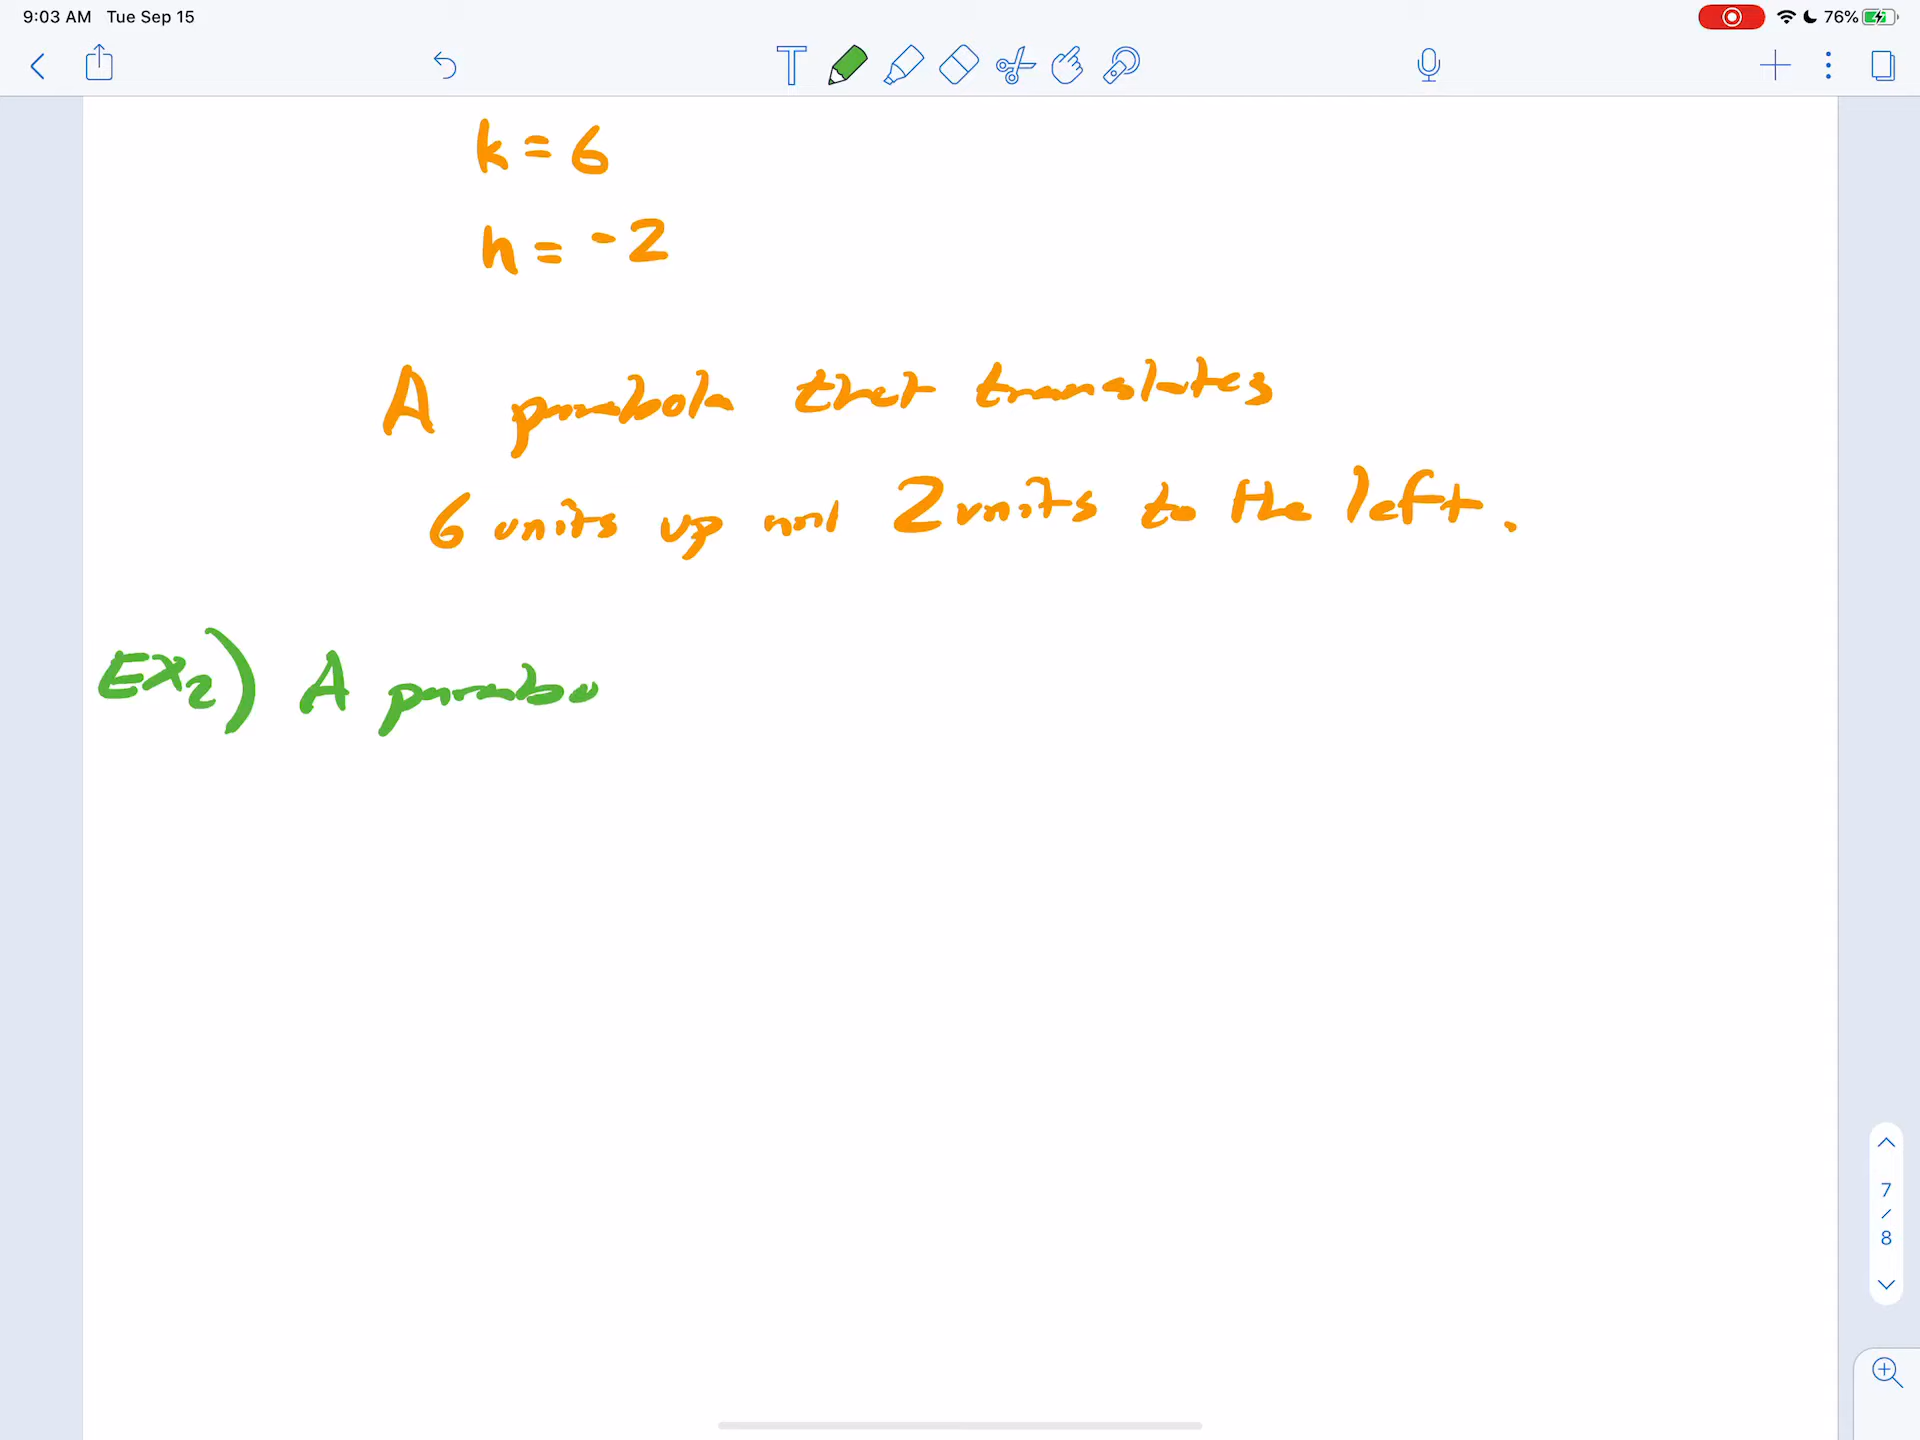 9:03 AM Tue Sep 15
76%
k = 6
h = -2
A parabola that translates
6 units up and 2 units to the left.
EX2) A parabo
7
/
8